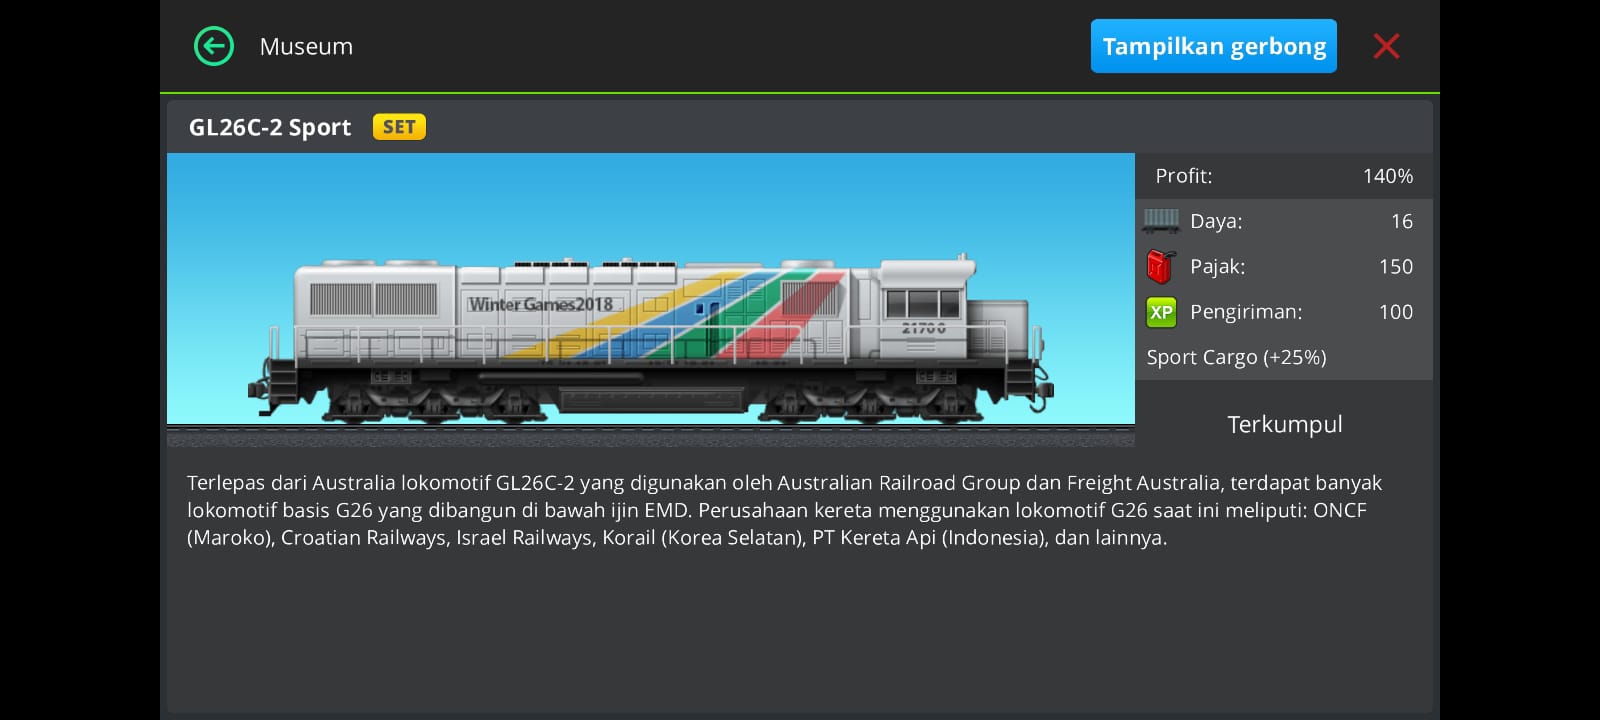 Museum
Tampilkan gerbong
GL26C-2 Sport
SET
Profit: 140%
Daya: 16
Pajak: 150
XP Pengiriman: 100
Sport Cargo (+25%)
Terkumpul
Winter Games2018
21700
Terlepas dari Australia lokomotif GL26C-2 yang digunakan oleh Australian Railroad Group dan Freight Australia, terdapat banyak
lokomotif basis G26 yang dibangun di bawah ijin EMD. Perusahaan kereta menggunakan lokomotif G26 saat ini meliputi: ONCF
(Maroko), Croatian Railways, Israel Railways, Korail (Korea Selatan), PT Kereta Api (Indonesia), dan lainnya.